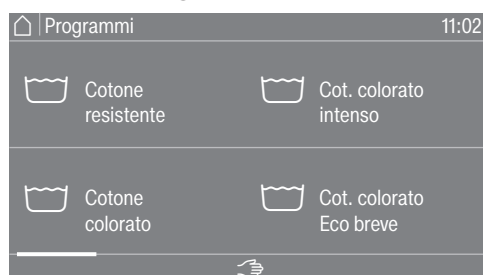 Programmi 11:02
Cotone
resistente
Cot. colorato
intenso
Cotone
colorato
Cot. colorato
Eco breve